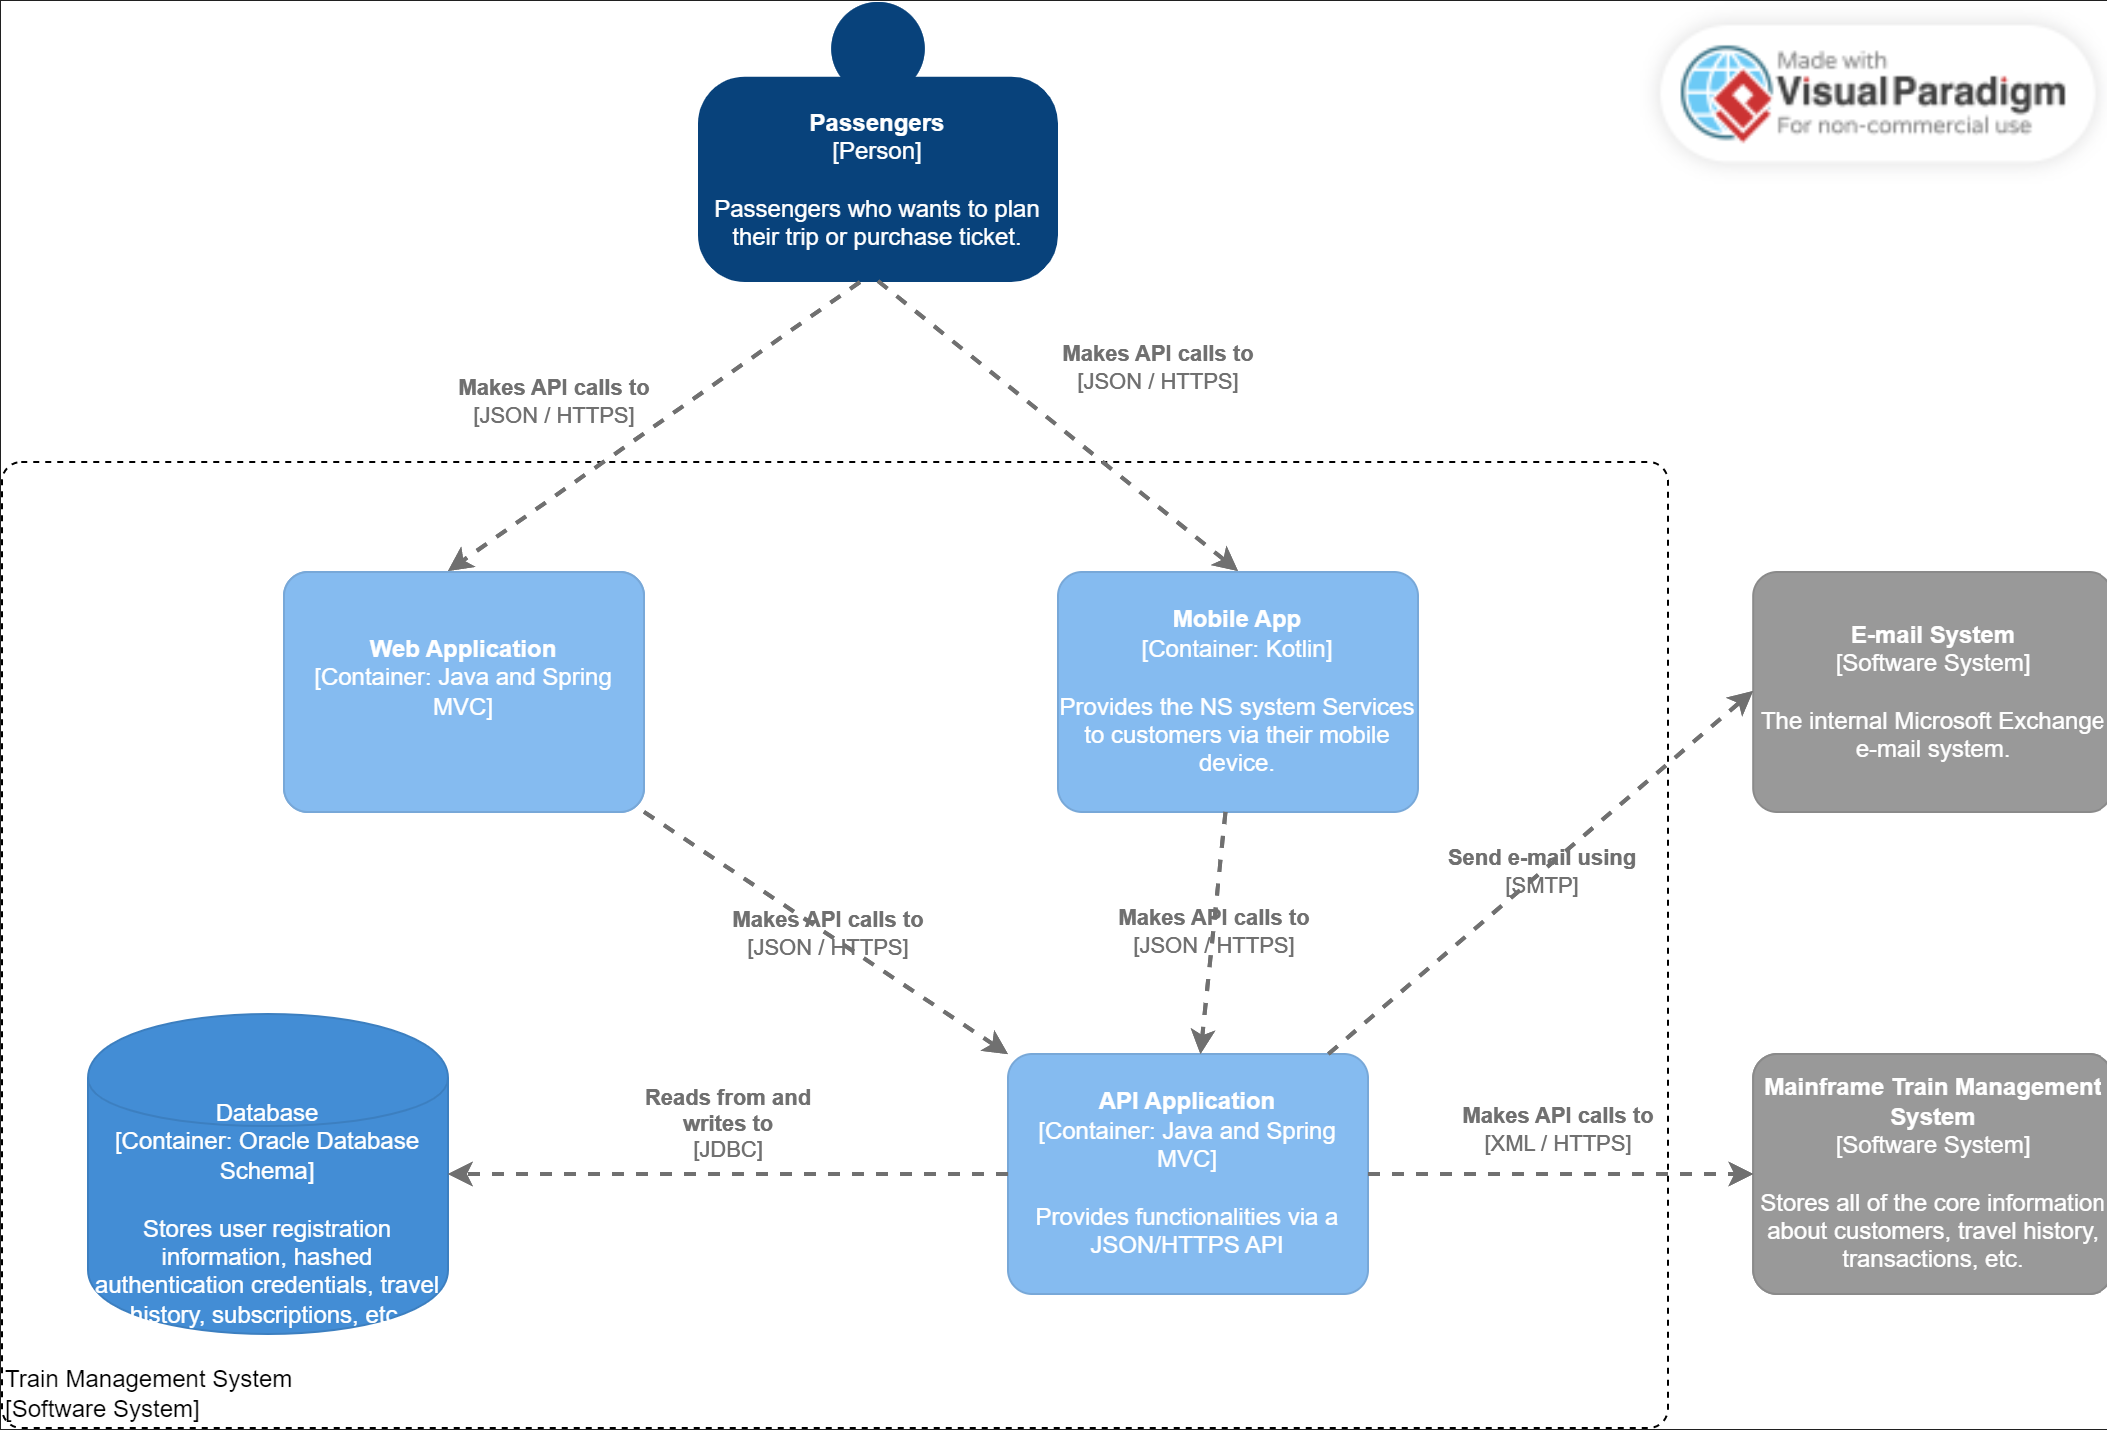 Made with
Visual Paradigm
For non-commercial use
Passengers
[Person]
Passengers who wants to plan
their trip or purchase ticket.
Makes API calls to
[JSON / HTTPS]
Makes API calls to
[JSON / HTTPS]
Web Application
[Container: Java and Spring
MVC]
Mobile App
[Container: Kotlin]
Provides the NS system Services
to customers via their mobile
device.
E-mail System
[Software System]
The internal Microsoft Exchange
e-mail system.
Send e-mail using
[SMTP]
Makes API calls to
[JSON / HTTPS]
Makes API calls to
[JSON / HTTPS]
Database
[Container: Oracle Database
Schema]
Stores user registration
information, hashed
authentication credentials, travel
history, subscriptions, etc.
Reads from and
writes to
[JDBC]
API Application
[Container: Java and Spring
MVC]
Provides functionalities via a
JSON/HTTPS API
Makes API calls to
[XML / HTTPS]
Mainframe Train Management
System
[Software System]
Stores all of the core information
about customers, travel history,
transactions, etc.
Train Management System
[Software System]